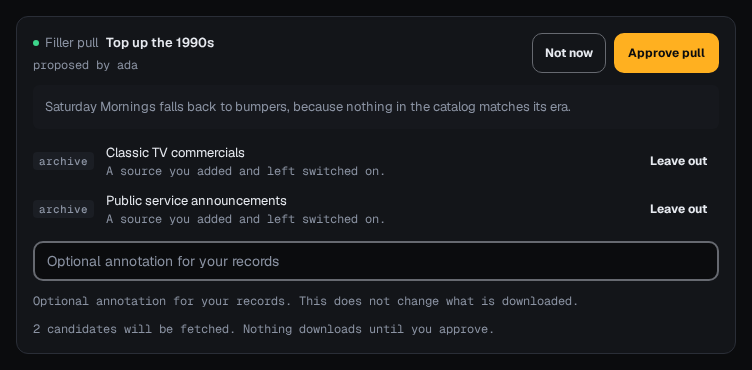 Filler pull Top up the 1990s
proposed by ada
Not now
Approve pull
Saturday Mornings falls back to bumpers, because nothing in the catalog matches its era.
archive
Classic TV commercials
A source you added and left switched on.
Leave out
archive
Public service announcements
A source you added and left switched on.
Leave out
Optional annotation for your records
Optional annotation for your records. This does not change what is downloaded.
2 candidates will be fetched. Nothing downloads until you approve.